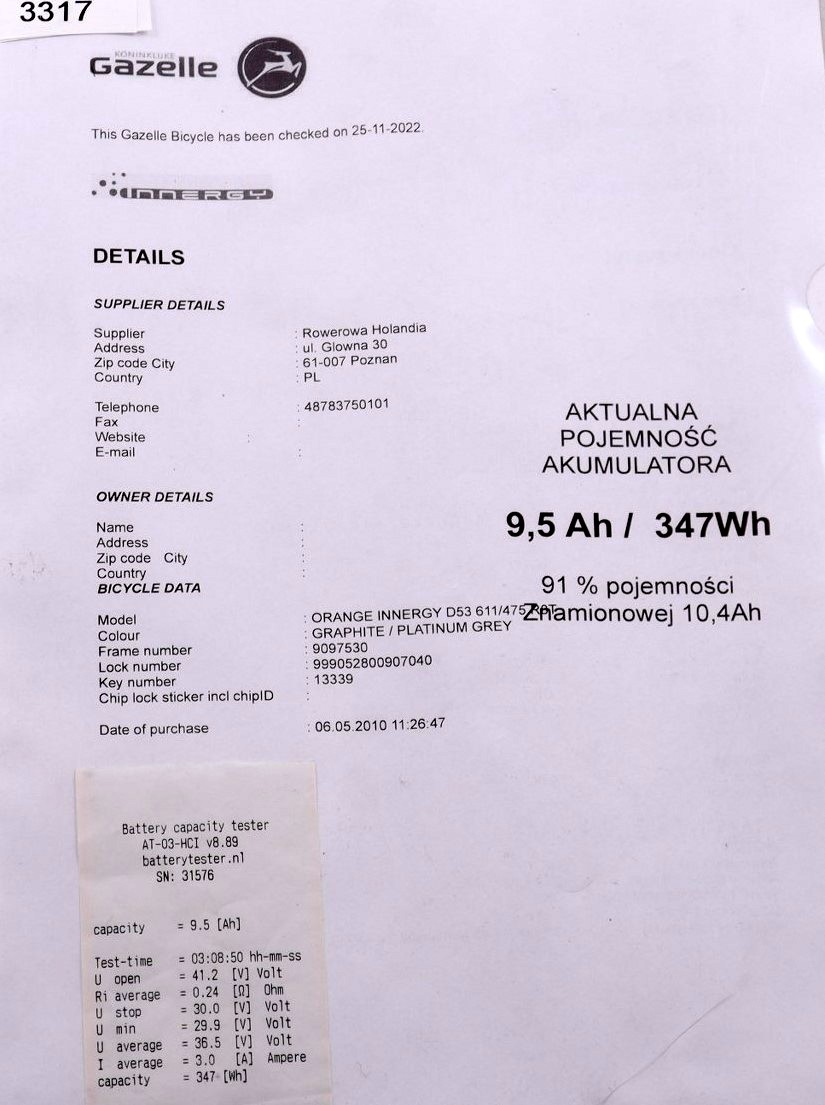 3317
KONINKLIJKE
Gazelle
This Gazelle Bicycle has been checked on 25-11-2022.
INNERGY
DETAILS
SUPPLIER DETAILS
Supplier : Rowerowa Holandia
Address : ul. Glowna 30
Zip code City : 61-007 Poznan
Country : PL
Telephone : 48783750101
Fax :
Website :
E-mail :
AKTUALNA
POJEMNOŚĆ
AKUMULATORA
9,5 Ah / 347Wh
91 % pojemności
Znamionowej 10,4Ah
OWNER DETAILS
Name :
Address :
Zip code City :
Country :
BICYCLE DATA
Model : ORANGE INNERGY D53 611/475
Colour : GRAPHITE / PLATINUM GREY
Frame number : 9097530
Lock number : 999052800907040
Key number : 13339
Chip lock sticker incl chipID :
Date of purchase : 06.05.2010 11:26:47
Battery capacity tester
AT-03-HCI v8.89
batterytester.nl
SN: 31576
capacity = 9.5 [Ah]
Test-time = 03:08:50 hh-mm-ss
U open = 41.2 [V] Volt
Ri average = 0.24 [Ω] Ohm
U stop = 30.0 [V] Volt
U min = 29.9 [V] Volt
U average = 36.5 [V] Volt
I average = 3.0 [A] Ampere
capacity = 347 [Wh]